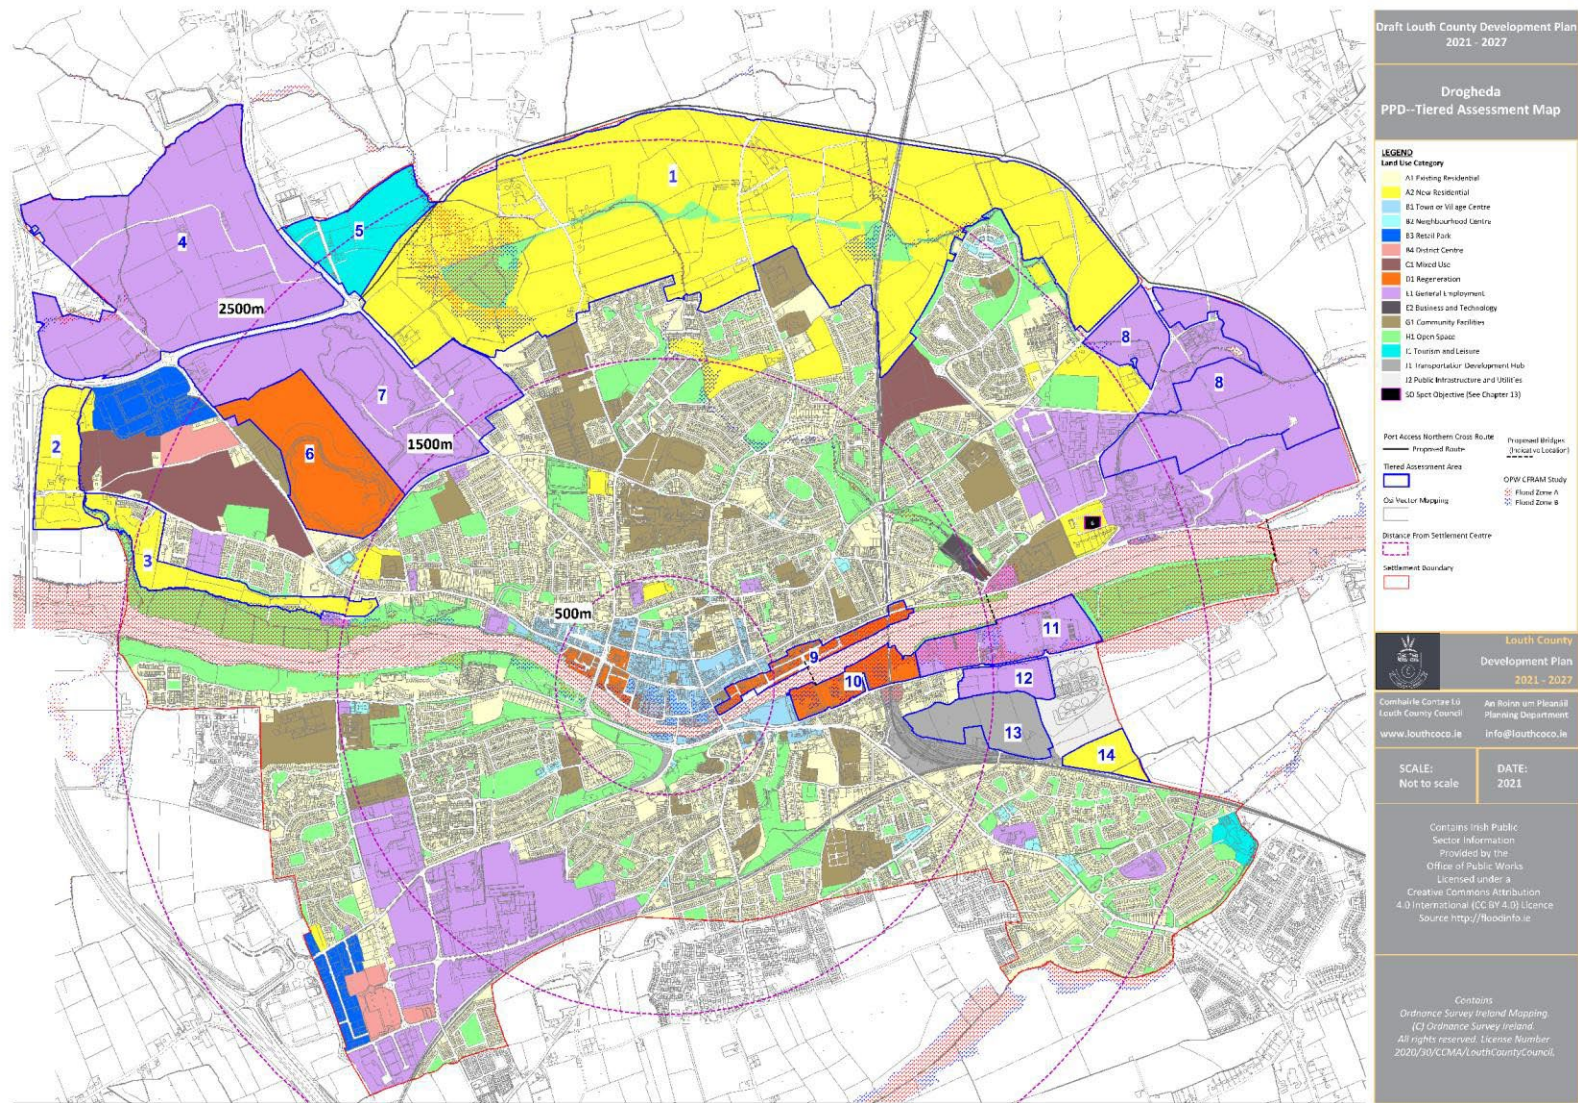 Draft Louth County Development Plan
2021 - 2027
Drogheda
PPD--Tiered Assessment Map
LEGEND
Land Use Category
A1 Existing Residential
A2 New Residential
B1 Town or Village Centre
B2 Neighbourhood Centre
B3 Retail Park
B4 District Centre
C1 Mixed Use
D1 Regeneration
E1 General Employment
E2 Business and Technology
G1 Community Facilities
H1 Open Space
I1 Tourism and Leisure
J1 Transportation Development Hub
J2 Public Infrastructure and Utilities
SD Spot Objective (See Chapter 13)
Port Access Northern Cross Route
Proposed Route
Proposed Bridges
(Indicative Location)
Tiered Assessment Area
OPW CFRAM Study
Flood Zone A
Flood Zone B
Osi Vector Mapping
Distance From Settlement Centre
Settlement Boundary
Louth County
Development Plan
2021 - 2027
Comhairle Contae Lú
Louth County Council
www.louthcoco.ie
An Roinn um Pleanáil
Planning Department
info@louthcoco.ie
SCALE:
Not to scale
DATE:
2021
Contains Irish Public
Sector Information
Provided by the
Office of Public Works
Licensed under a
Creative Commons Attribution
4.0 International (CC BY 4.0) Licence
Source http://floodinfo.ie
Contains
Ordnance Survey Ireland Mapping.
(C) Ordnance Survey Ireland.
All rights reserved. License Number
2020/30/CCMA/LouthCountyCouncil.
1
5
4
2500m
8
8
7
1500m
2
6
3
500m
11
9
12
10
13
14